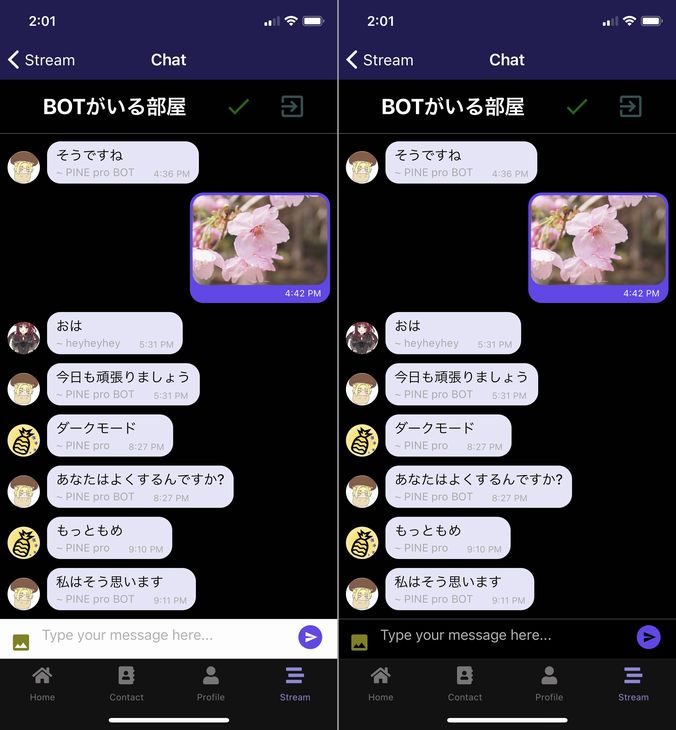 2:01
Stream
Chat
BOTがいる部屋
そうですね
~ PINE pro BOT 4:36 PM
4:42 PM
おは
~ heyheyhey 5:31 PM
今日も頑張りましょう
~ PINE pro BOT 5:31 PM
ダークモード
~ PINE pro 8:27 PM
あなたはよくするんですか?
~ PINE pro BOT 8:27 PM
もっともめ
~ PINE pro 9:10 PM
私はそう思います
~ PINE pro BOT 9:11 PM
Type your message here...
Home Contact Profile Stream
2:01
Stream
Chat
BOTがいる部屋
そうですね
~ PINE pro BOT 4:36 PM
4:42 PM
おは
~ heyheyhey 5:31 PM
今日も頑張りましょう
~ PINE pro BOT 5:31 PM
ダークモード
~ PINE pro 8:27 PM
あなたはよくするんですか?
~ PINE pro BOT 8:27 PM
もっともめ
~ PINE pro 9:10 PM
私はそう思います
~ PINE pro BOT 9:11 PM
Type your message here...
Home Contact Profile Stream